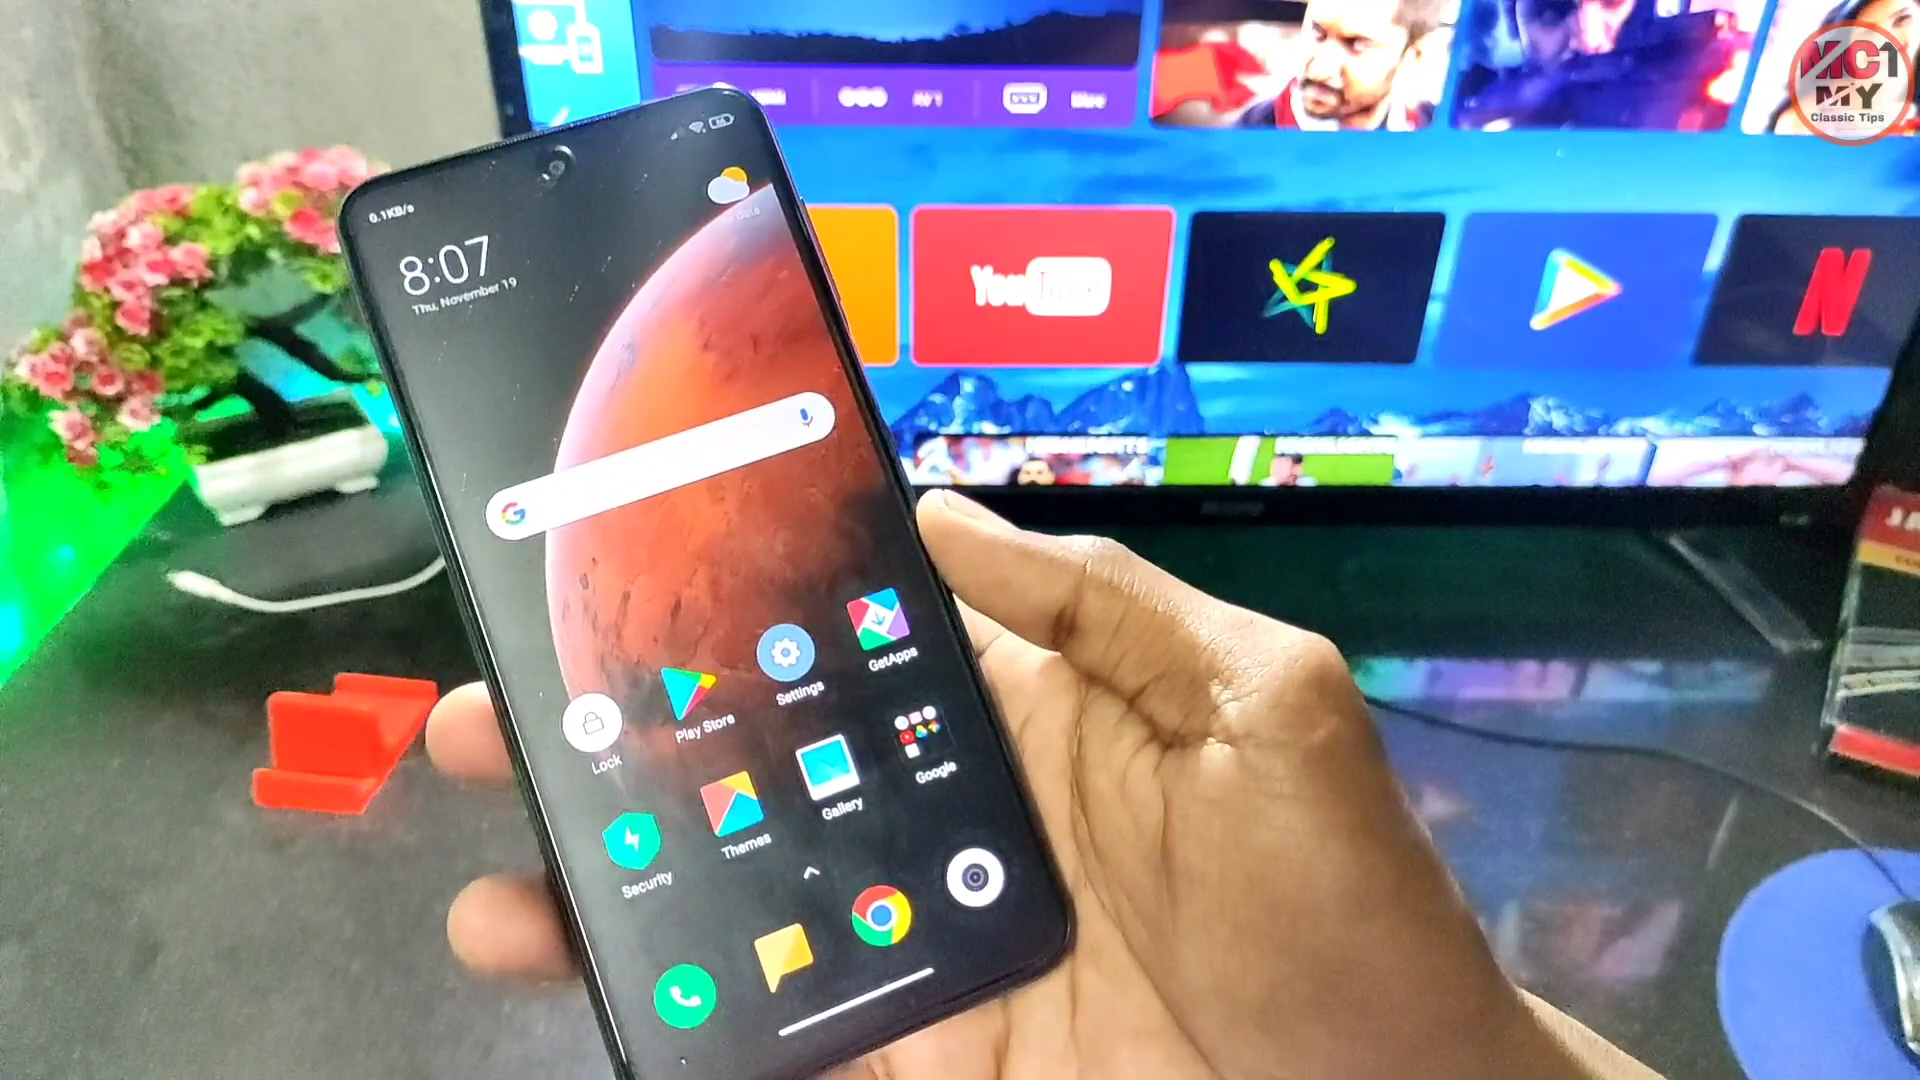 MC1
MY
Classic Tips
More
YouTube
N
0.1KB/s
8:07
Thu, November 19
G
GetApps
Settings
Play Store
Lock
Google
Gallery
Themes
Security